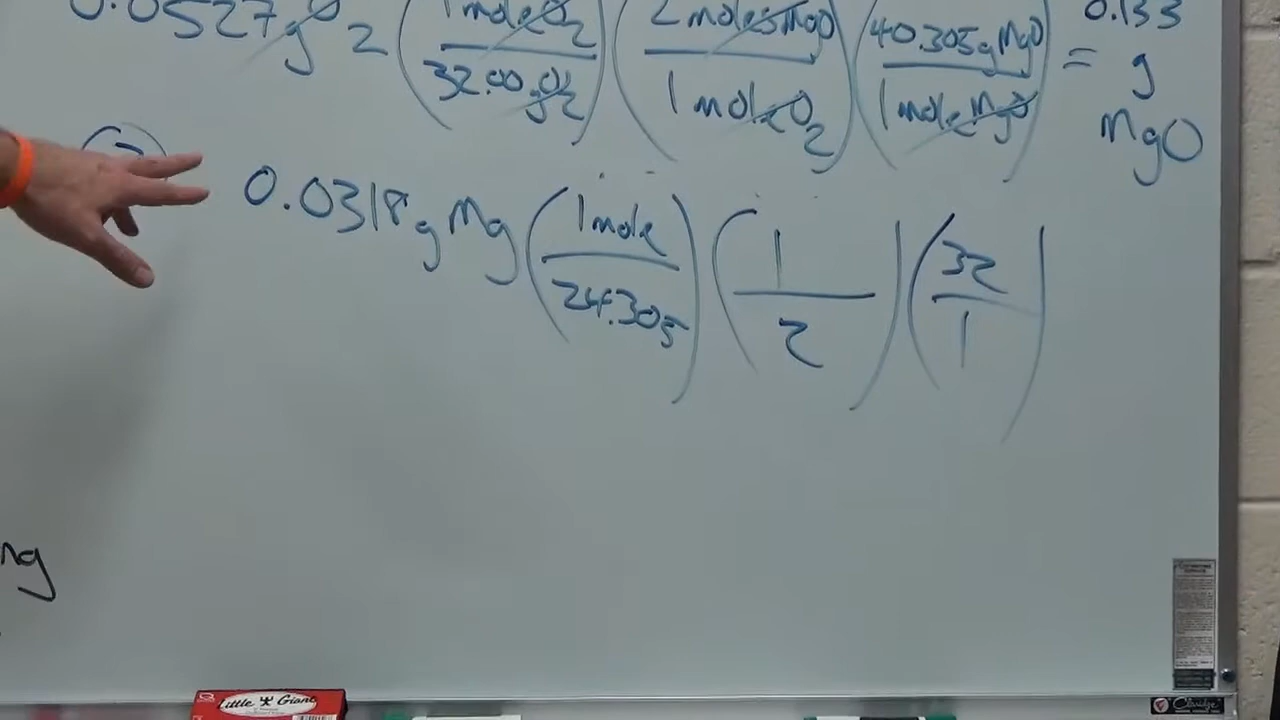 0.0527 g O2 (1 mole O2 / 32.00 g O2) (2 moles MgO / 1 mole O2) (40.305 g MgO / 1 mole MgO) = 0.133 g MgO
0.0318 g Mg (1 mole / 24.305) (1 / 2) (32 / 1)
mg
Little Giant
Claridge